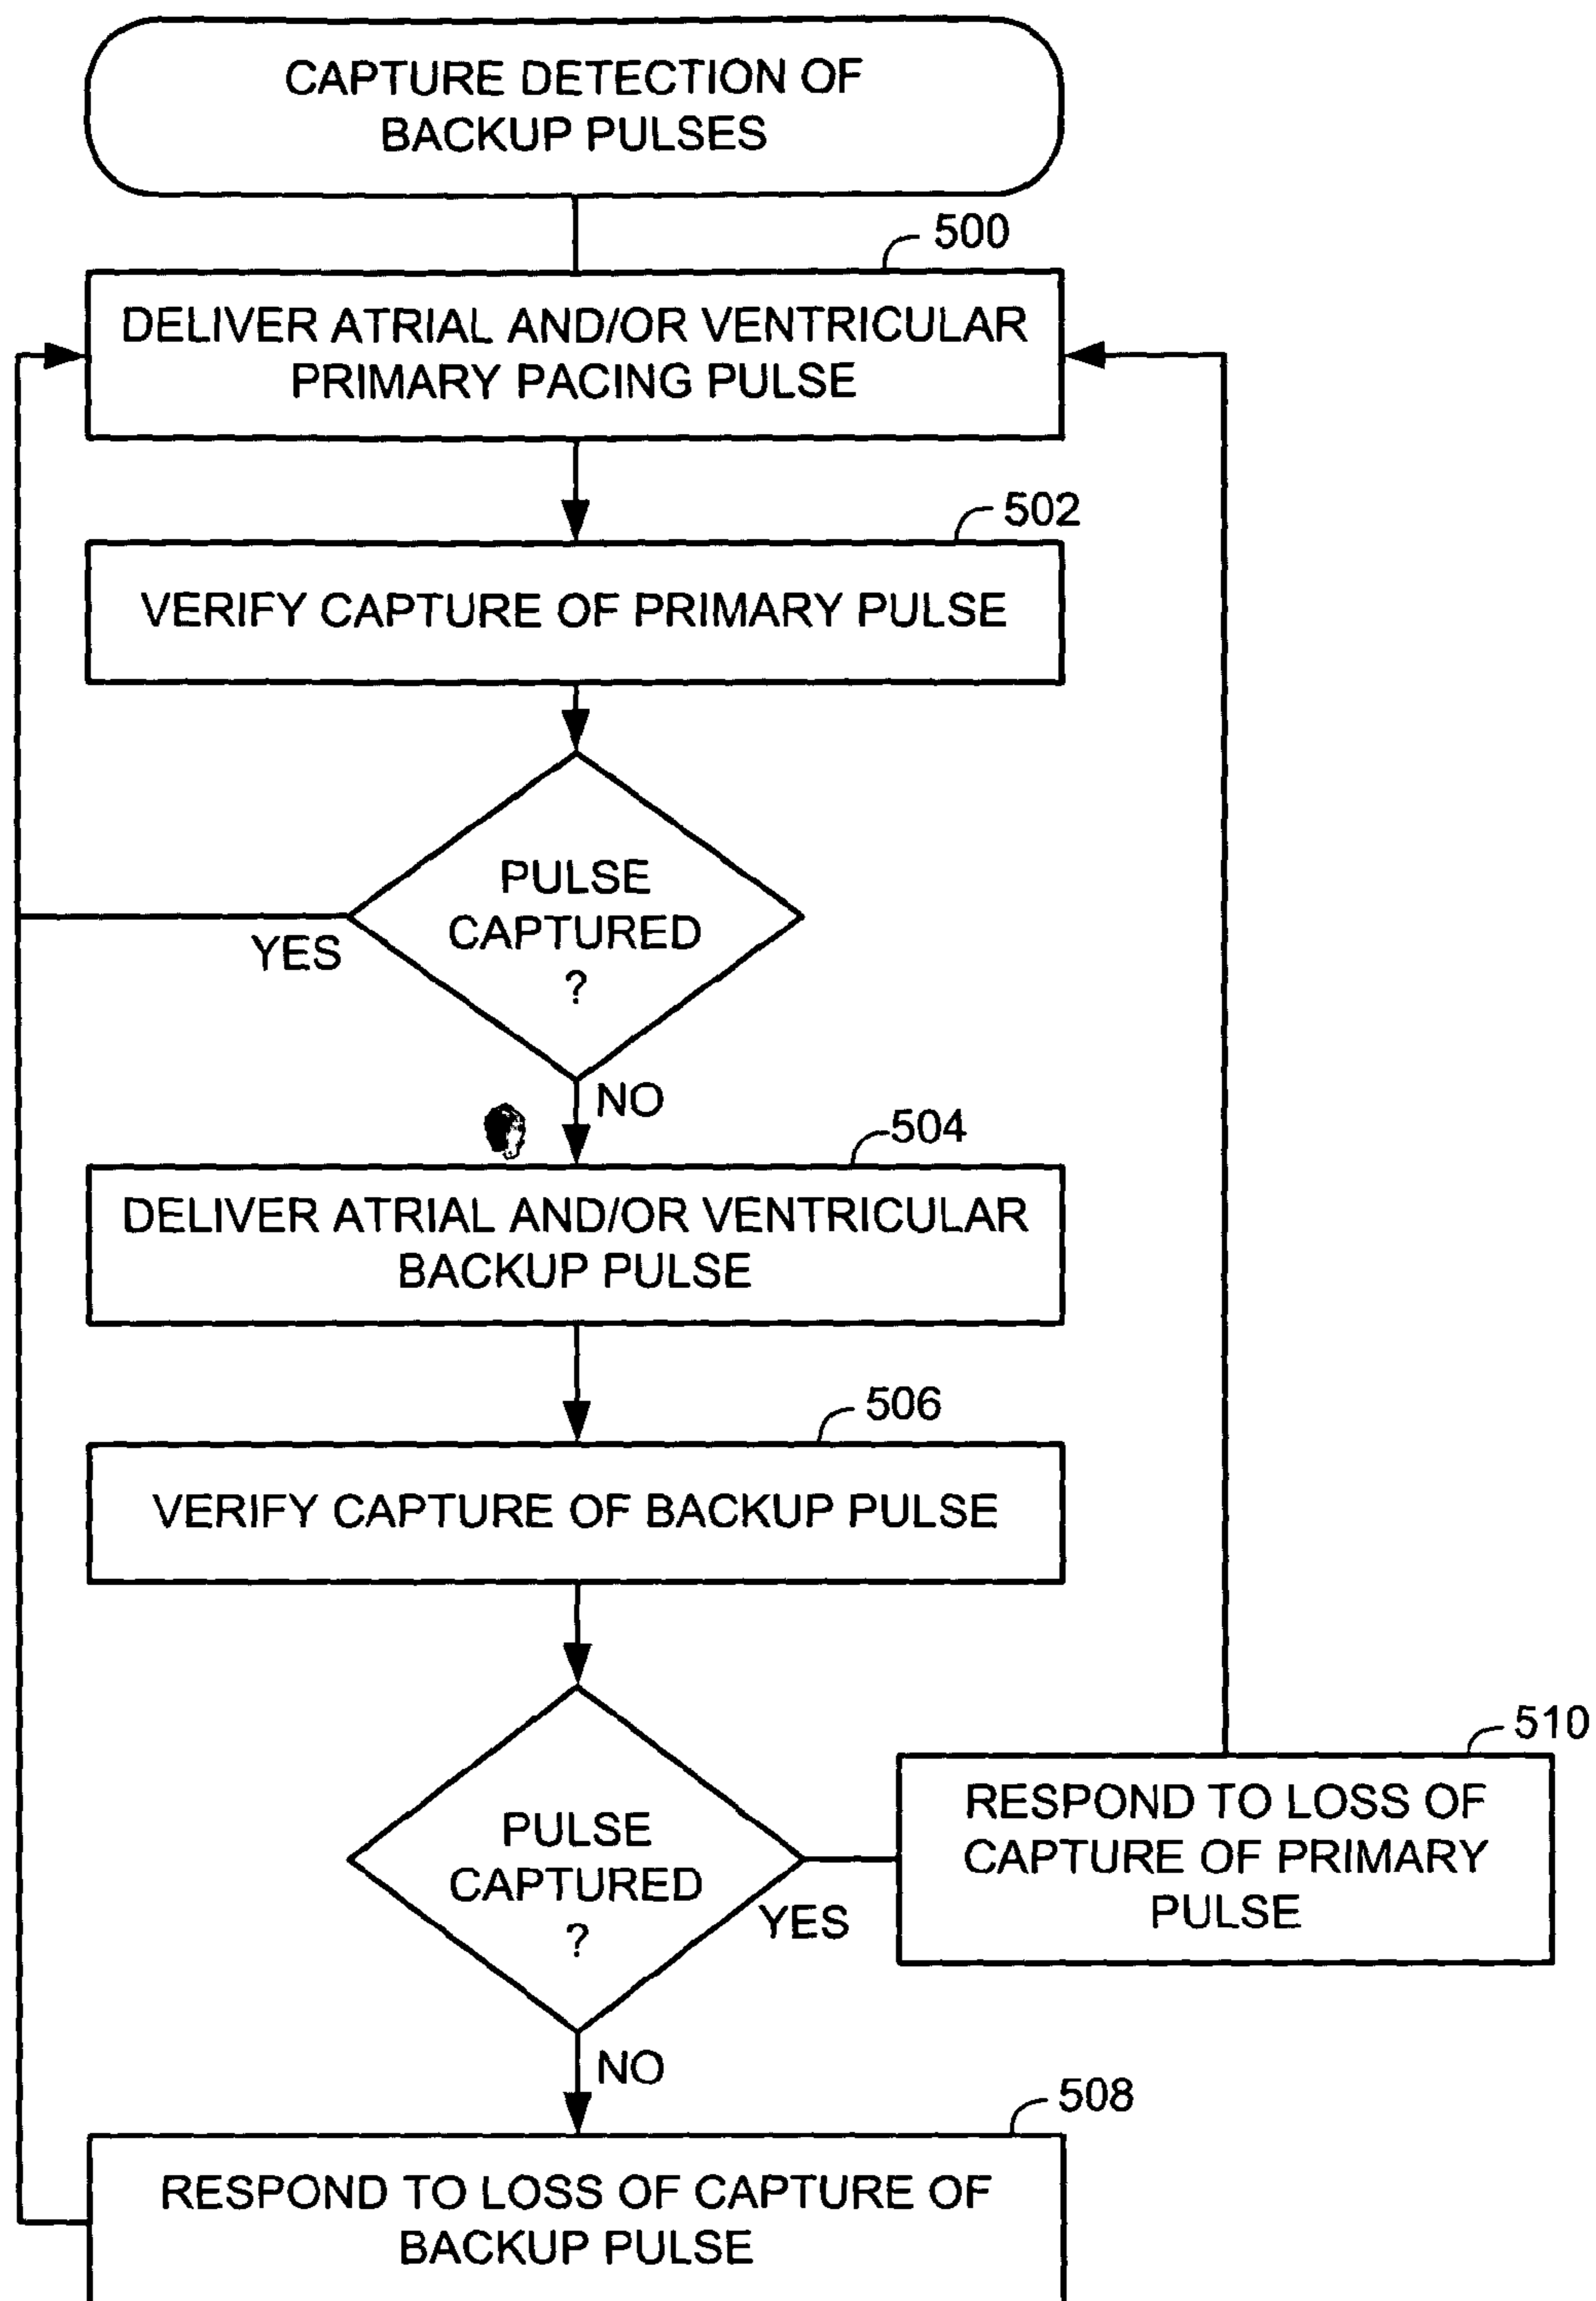 CAPTURE DETECTION OF
BACKUP PULSES
500
DELIVER ATRIAL AND/OR VENTRICULAR
PRIMARY PACING PULSE
502
VERIFY CAPTURE OF PRIMARY PULSE
PULSE
CAPTURED
?
YES
NO
504
DELIVER ATRIAL AND/OR VENTRICULAR
BACKUP PULSE
506
VERIFY CAPTURE OF BACKUP PULSE
PULSE
CAPTURED
?
YES
510
RESPOND TO LOSS OF
CAPTURE OF PRIMARY
PULSE
NO
508
RESPOND TO LOSS OF CAPTURE OF
BACKUP PULSE